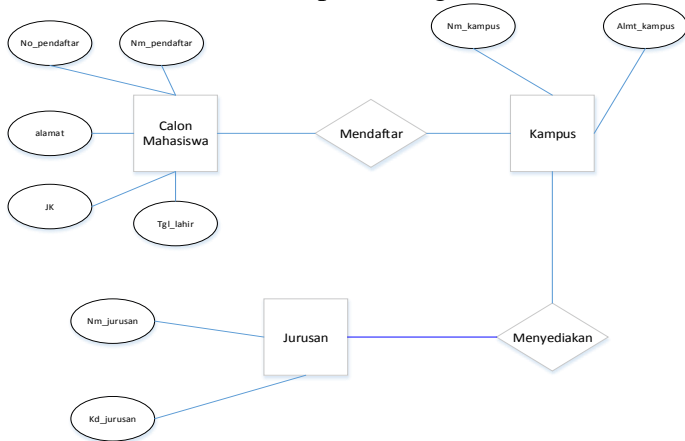 No_pendaftar
Nm_pendaftar
Nm_kampus
Almt_kampus
alamat
Calon
Mahasiswa
Mendaftar
Kampus
JK
Tgl_lahir
Nm_jurusan
Jurusan
Menyediakan
Kd_jurusan